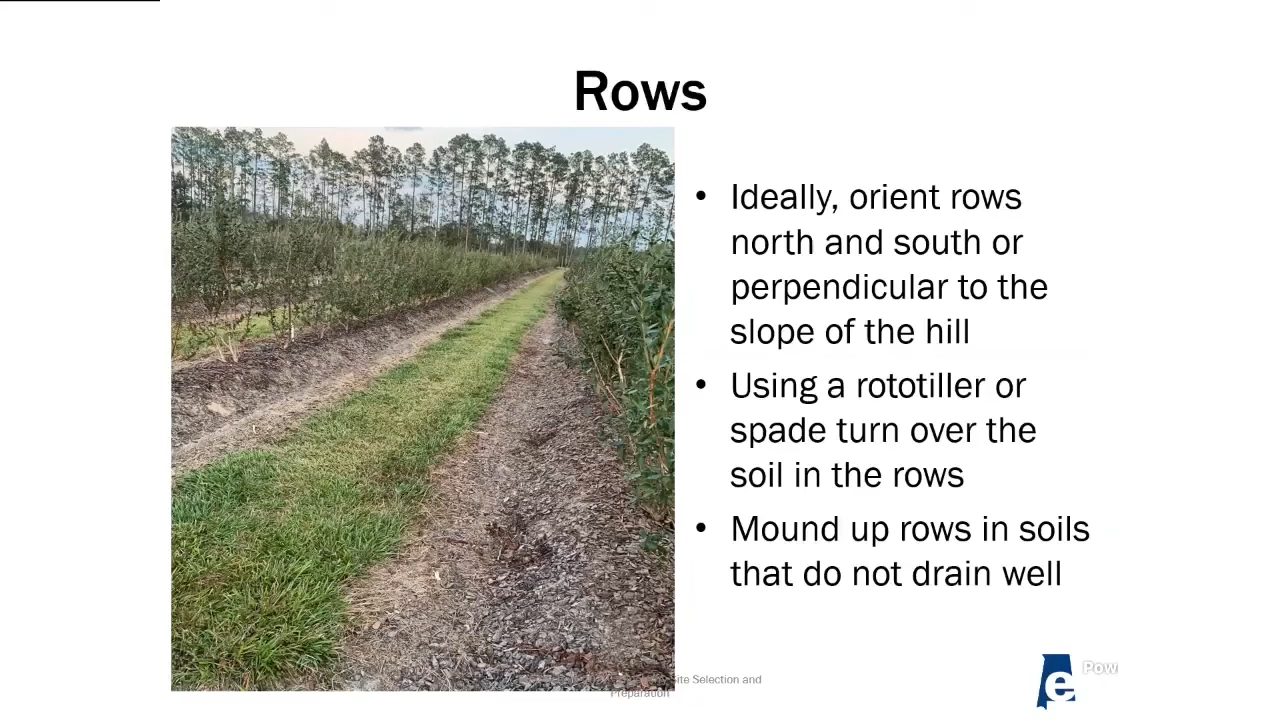 Rows
• Ideally, orient rows
north and south or
perpendicular to the
slope of the hill
• Using a rototiller or
spade turn over the
soil in the rows
• Mound up rows in soils
that do not drain well
Site Selection and
Preparation
e
Pow